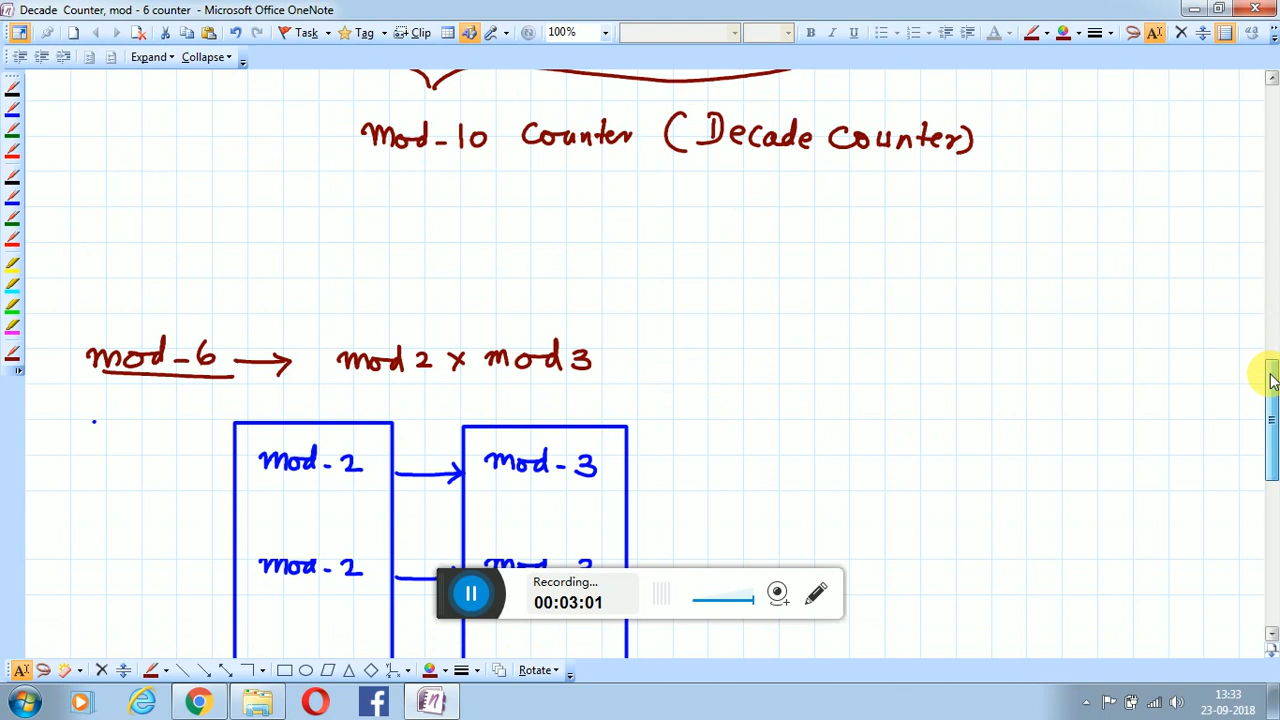 Decade Counter, mod - 6 counter - Microsoft Office OneNote
Task Tag Clip 100% B I U A A
Expand Collapse
mod-10 Counter (Decade Counter)
mod-6 → mod 2 x mod 3
mod-2 → mod-3
mod-2
Recording...
00:03:01
Rotate
13:33
23-09-2018